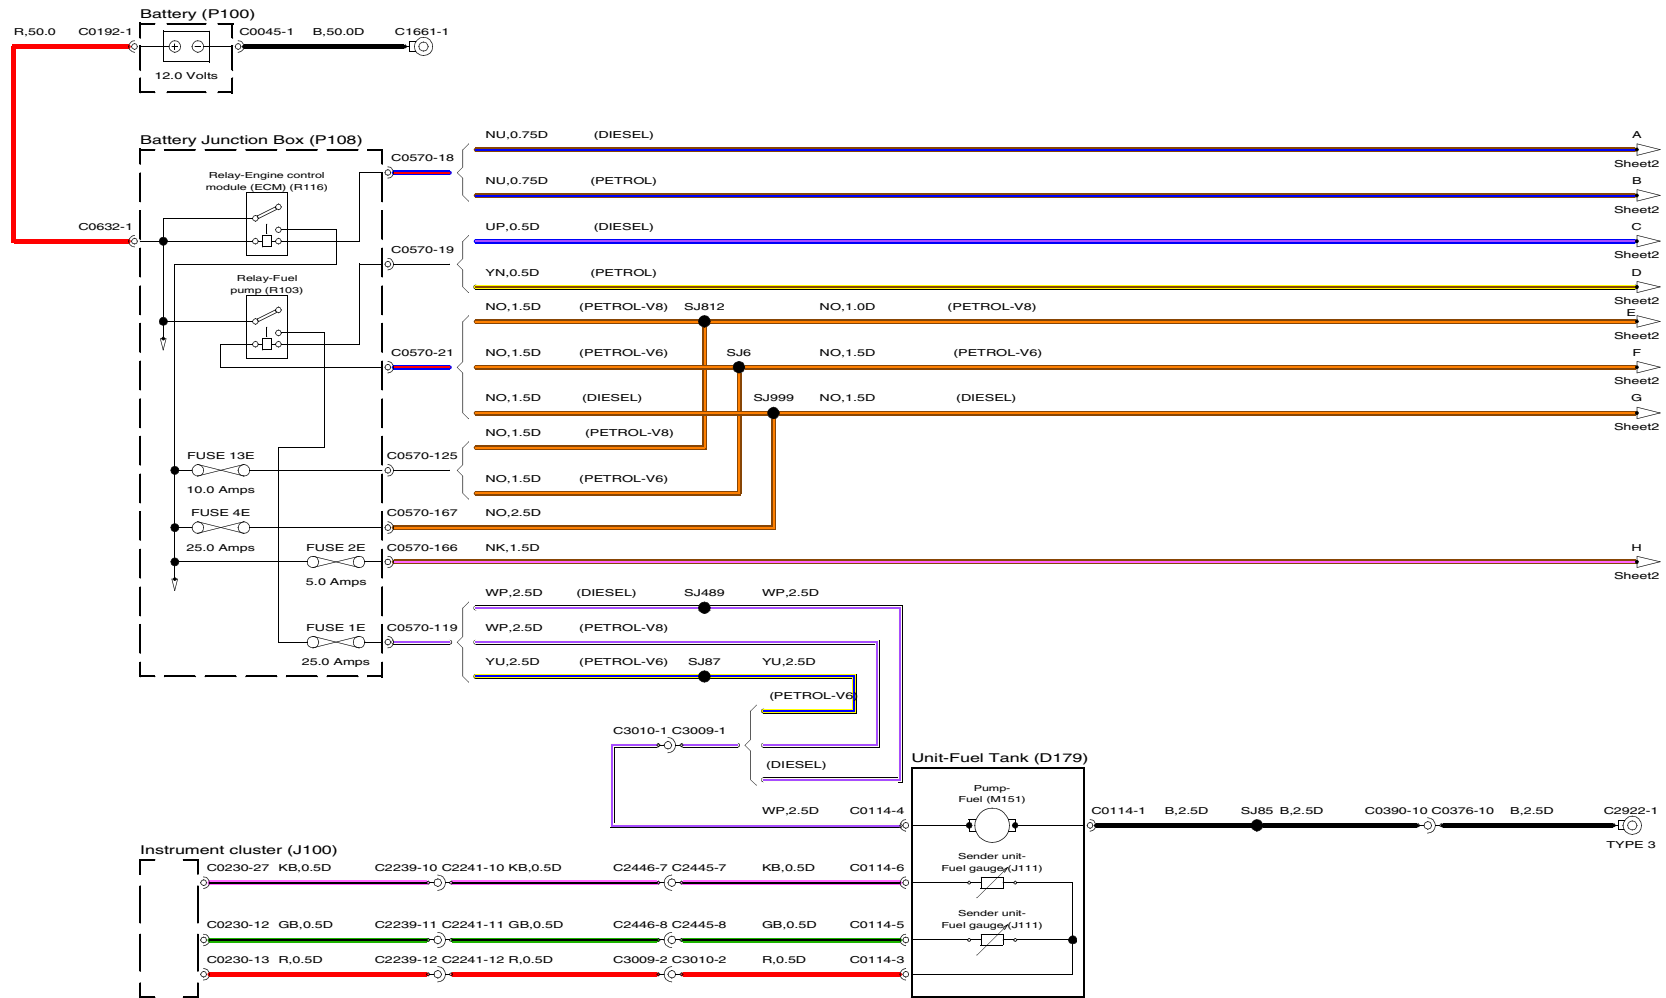 Battery (P100)
R,50.0 C0192-1 C0045-1 B,50.0D C1661-1
12.0 Volts
Battery Junction Box (P108)
NU,0.75D (DIESEL) A
Sheet2
C0570-18
Relay-Engine control
module (ECM) (R116)
NU,0.75D (PETROL) B
Sheet2
C0632-1
UP,0.5D (DIESEL) C
Sheet2
C0570-19
YN,0.5D (PETROL) D
Sheet2
Relay-Fuel
pump (R103)
NO,1.5D (PETROL-V8) SJ812 NO,1.0D (PETROL-V8) E
Sheet2
C0570-21
NO,1.5D (PETROL-V6) SJ6 NO,1.5D (PETROL-V6) F
Sheet2
NO,1.5D (DIESEL) SJ999 NO,1.5D (DIESEL) G
Sheet2
NO,1.5D (PETROL-V8)
FUSE 13E C0570-125
10.0 Amps
NO,1.5D (PETROL-V6)
FUSE 4E C0570-167 NO,2.5D
25.0 Amps
FUSE 2E C0570-166 NK,1.5D H
Sheet2
5.0 Amps
WP,2.5D (DIESEL) SJ489 WP,2.5D
FUSE 1E C0570-119 WP,2.5D (PETROL-V8)
25.0 Amps
YU,2.5D (PETROL-V6) SJ87 YU,2.5D
(PETROL-V6)
C3010-1 C3009-1
(DIESEL)
Unit-Fuel Tank (D179)
Pump-
Fuel (M151)
WP,2.5D C0114-4 C0114-1 B,2.5D SJ85 B,2.5D C0390-10 C0376-10 B,2.5D C2922-1
TYPE 3
Instrument cluster (J100)
Sender unit-
Fuel gauge (J111)
C0230-27 KB,0.5D C2239-10 C2241-10 KB,0.5D C2446-7 C2445-7 KB,0.5D C0114-6
Sender unit-
Fuel gauge (J111)
C0230-12 GB,0.5D C2239-11 C2241-11 GB,0.5D C2446-8 C2445-8 GB,0.5D C0114-5
C0230-13 R,0.5D C2239-12 C2241-12 R,0.5D C3009-2 C3010-2 R,0.5D C0114-3